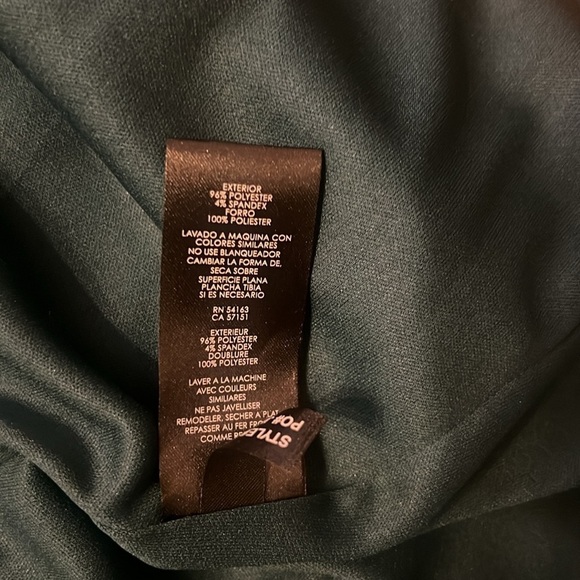 EXTERIOR
96% POLYESTER
4% SPANDEX
FORRO
100% POLIESTER
LAVADO A MAQUINA CON
COLORES SIMILARES
NO USE BLANQUEADOR
CAMBIAR LA FORMA DE,
SECA SOBRE
SUPERFICIE PLANA
PLANCHA TIBIA
SI ES NECESARIO
RN 54163
CA 57151
EXTERIEUR
96% POLYESTER
4% SPANDEX
DOUBLURE
100% POLYESTER
LAVER A LA MACHINE
AVEC COULEURS
SIMILIARES
NE PAS JAVELLISER
REMODELER, SECHER A PLAT
REPASSER AU FER
COMME
STYLE
PO#